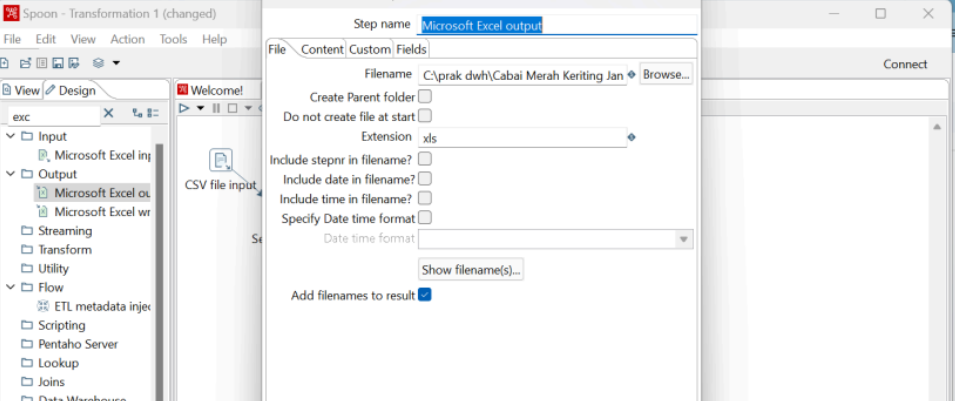 Spoon - Transformation 1 (changed)
File Edit View Action Tools Help
Connect
View Design
Welcome!
exc
Input
Microsoft Excel inp
Output
Microsoft Excel ou
Microsoft Excel wr
Streaming
Transform
Utility
Flow
ETL metadata injec
Scripting
Pentaho Server
Lookup
Joins
Data Warehouse
CSV file input
Se
Step name Microsoft Excel output
File Content Custom Fields
Filename C:\prak dwh\Cabai Merah Keriting Jan Browse...
Create Parent folder
Do not create file at start
Extension xls
Include stepnr in filename?
Include date in filename?
Include time in filename?
Specify Date time format
Date time format
Show filename(s)...
Add filenames to result